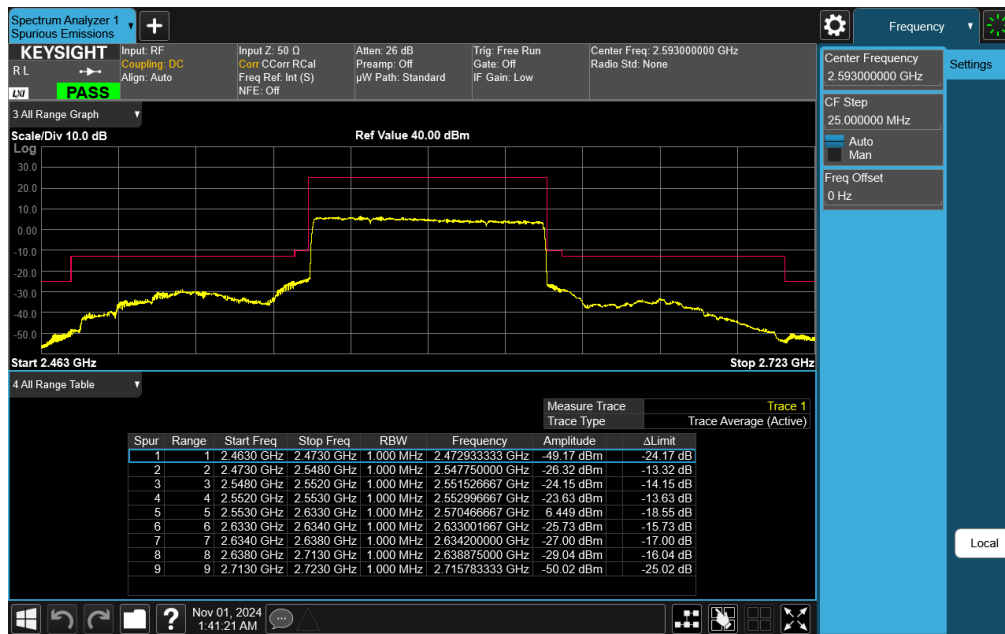 Spectrum Analyzer 1
Spurious Emissions
Frequency
KEYSIGHT
R L
LXI
PASS
Input: RF
Coupling: DC
Align: Auto
Input Z: 50 Ω
Corr CCorr RCal
Freq Ref: Int (S)
NFE: Off
Atten: 26 dB
Preamp: Off
µW Path: Standard
Trig: Free Run
Gate: Off
IF Gain: Low
Center Freq: 2.593000000 GHz
Radio Std: None
Center Frequency
2.593000000 GHz
Settings
CF Step
25.000000 MHz
Auto
Man
Freq Offset
0 Hz
3 All Range Graph
Scale/Div 10.0 dB
Ref Value 40.00 dBm
Log
30.0
20.0
10.0
0.00
-10.0
-20.0
-30.0
-40.0
-50.0
Start 2.463 GHz
Stop 2.723 GHz
4 All Range Table
Measure Trace Trace 1
Trace Type Trace Average (Active)
Spur Range Start Freq Stop Freq RBW Frequency Amplitude ΔLimit
1 1 2.4630 GHz 2.4730 GHz 1.000 MHz 2.472933333 GHz -49.17 dBm -24.17 dB
2 2 2.4730 GHz 2.5480 GHz 1.000 MHz 2.547750000 GHz -26.32 dBm -13.32 dB
3 3 2.5480 GHz 2.5520 GHz 1.000 MHz 2.551526667 GHz -24.15 dBm -14.15 dB
4 4 2.5520 GHz 2.5530 GHz 1.000 MHz 2.552996667 GHz -23.63 dBm -13.63 dB
5 5 2.5530 GHz 2.6330 GHz 1.000 MHz 2.570466667 GHz 6.449 dBm -18.55 dB
6 6 2.6330 GHz 2.6340 GHz 1.000 MHz 2.633001667 GHz -25.73 dBm -15.73 dB
7 7 2.6340 GHz 2.6380 GHz 1.000 MHz 2.634200000 GHz -27.00 dBm -17.00 dB
8 8 2.6380 GHz 2.7130 GHz 1.000 MHz 2.638875000 GHz -29.04 dBm -16.04 dB
9 9 2.7130 GHz 2.7230 GHz 1.000 MHz 2.715783333 GHz -50.02 dBm -25.02 dB
Local
?
Nov 01, 2024
1:41:21 AM